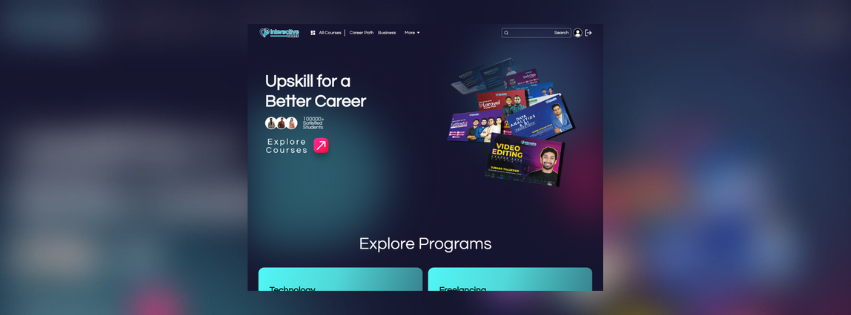 Interactive
All Courses
Career Path
Business
More
Search
Upskill for a
Better Career
100000+
Satisfied
Students
Explore
Courses
VIDEO
EDITING
Explore Programs
Technology
Freelancing